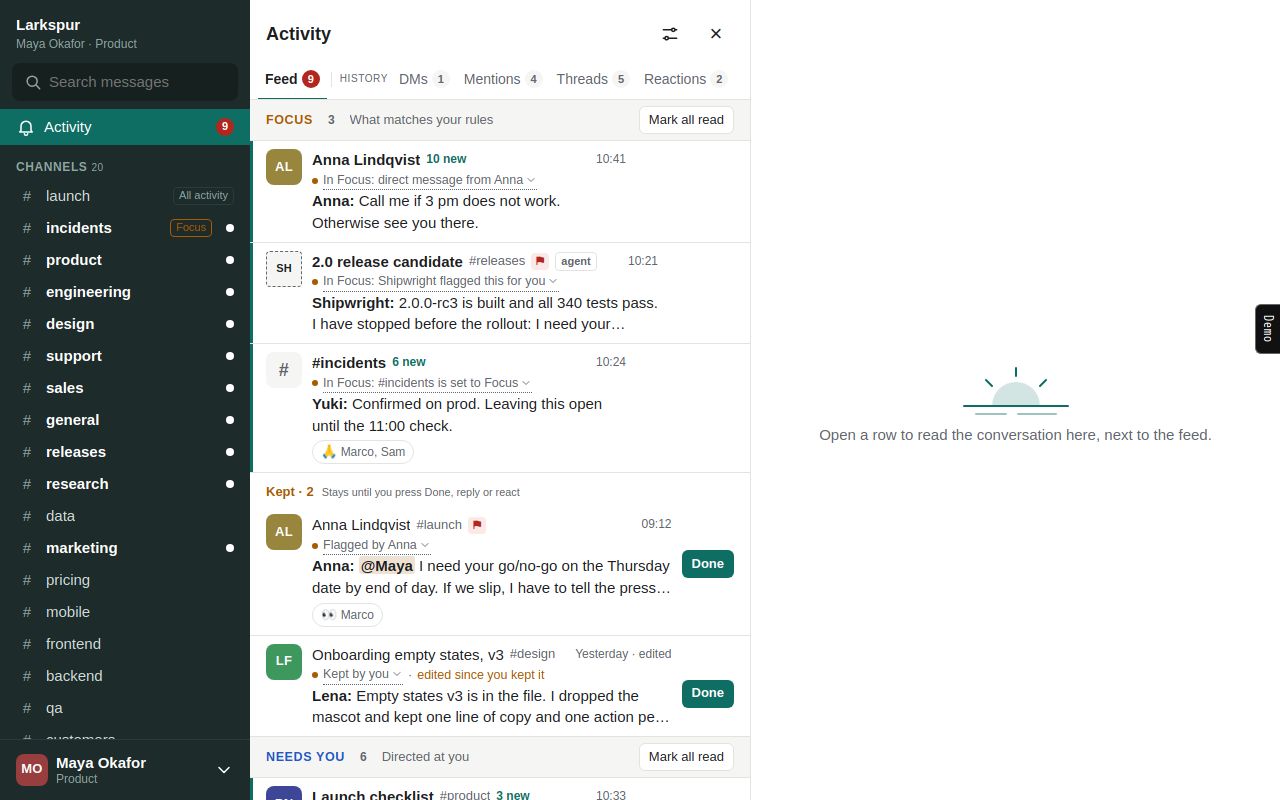 Larkspur
Maya Okafor · Product
Search messages
Activity 9
CHANNELS 20
# launch All activity
# incidents Focus
# product
# engineering
# design
# support
# sales
# general
# releases
# research
# data
# marketing
# pricing
# mobile
# frontend
# backend
# qa
# customers
MO Maya Okafor
Product
Activity
Feed 9 HISTORY DMs 1 Mentions 4 Threads 5 Reactions 2
FOCUS 3 What matches your rules Mark all read
AL Anna Lindqvist 10 new 10:41
In Focus: direct message from Anna
Anna: Call me if 3 pm does not work.
Otherwise see you there.
SH 2.0 release candidate #releases agent 10:21
In Focus: Shipwright flagged this for you
Shipwright: 2.0.0-rc3 is built and all 340 tests pass.
I have stopped before the rollout: I need your…
# #incidents 6 new 10:24
In Focus: #incidents is set to Focus
Yuki: Confirmed on prod. Leaving this open
until the 11:00 check.
🙏 Marco, Sam
Kept · 2 Stays until you press Done, reply or react
AL Anna Lindqvist #launch 09:12
Flagged by Anna
Anna: @Maya I need your go/no-go on the Thursday
date by end of day. If we slip, I have to tell the press…
Done
👀 Marco
LF Onboarding empty states, v3 #design Yesterday · edited
Kept by you · edited since you kept it
Lena: Empty states v3 is in the file. I dropped the
mascot and kept one line of copy and one action pe…
Done
NEEDS YOU 6 Directed at you Mark all read
Launch checklist #product 3 new 10:33
Open a row to read the conversation here, next to the feed.
Demo